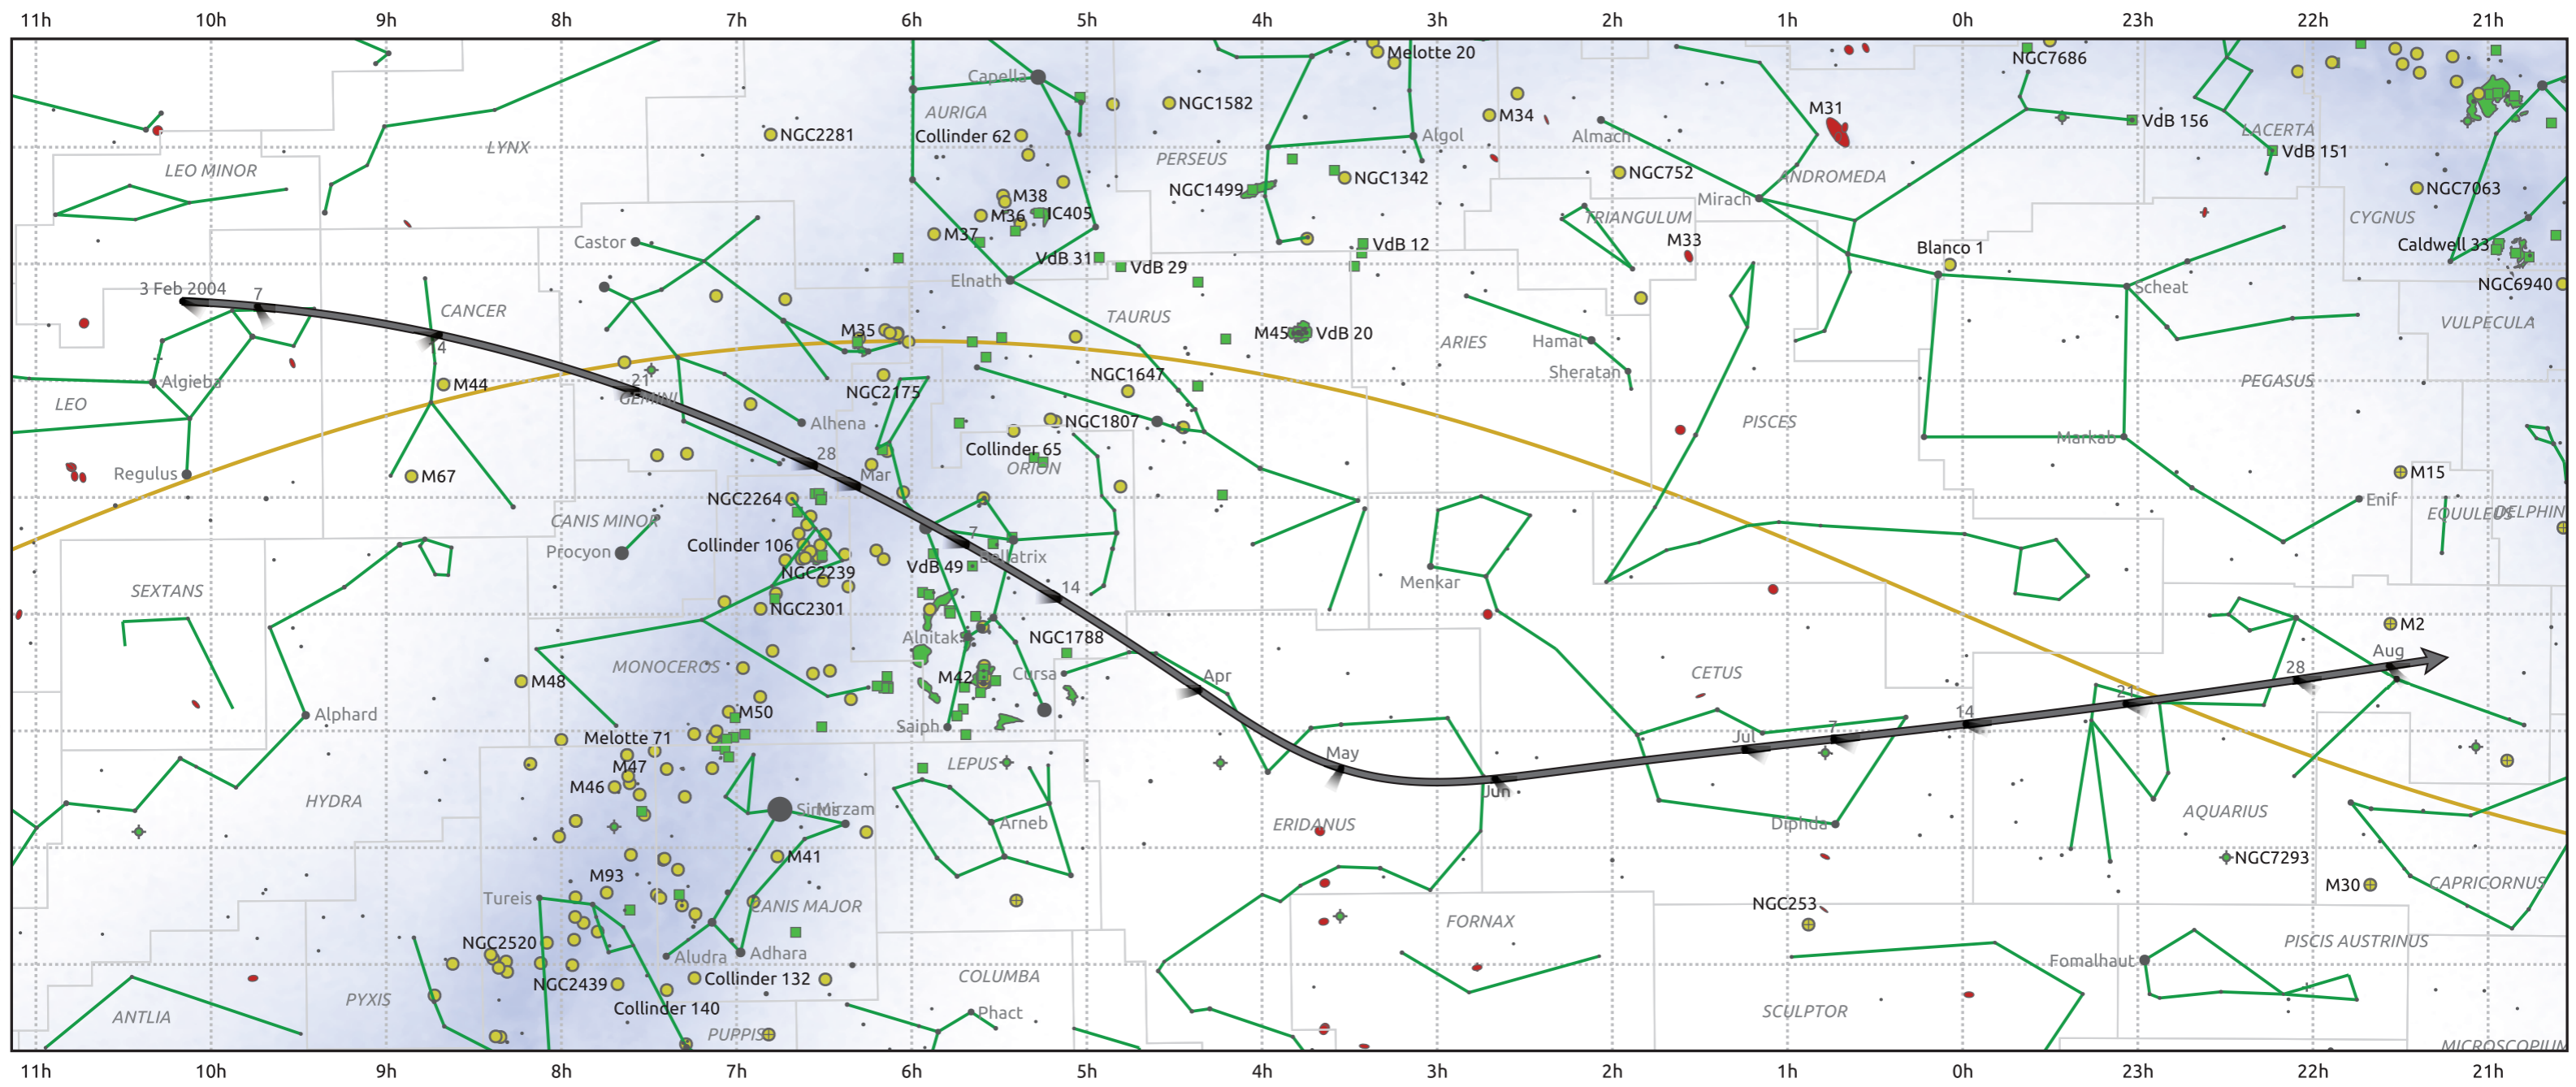 11h 10h 9h 8h 7h 6h 5h 4h 3h 2h 1h 0h 23h 22h 21h
Melotte 20
NGC7686
Capella
AURIGA
NGC1582
M34
M31
VdB 156
LACERTA
NGC2281
Collinder 62
Algol
Almach
LYNX
PERSEUS
VdB 151
LEO MINOR
NGC1499
NGC1342
NGC752
ANDROMEDA
NGC7063
M38
Mirach
M36
IC405
TRIANGULUM
CYGNUS
M37
Castor
VdB 12
M33
Blanco 1
Caldwell 33
VdB 31
VdB 29
Elnath
Scheat
NGC6940
3 Feb 2004
7
CANCER
TAURUS
VULPECULA
M35
M45
VdB 20
ARIES
Hamal
14
Algieba
M44
21
GEMINI
NGC2175
NGC1647
Sheratan
PEGASUS
LEO
Alhena
NGC1807
PISCES
Markab
Collinder 65
28
ORION
Regulus
M67
Mar
M15
NGC2264
Enif
CANIS MINOR
EQUULEUS
DELPHIN
Procyon
Collinder 106
7
Bellatrix
VdB 49
NGC2239
Menkar
SEXTANS
14
NGC2301
M2
Alnitak
NGC1788
MONOCEROS
M48
M42
Cursa
Apr
CETUS
Aug
28
21
M50
Alphard
Saiph
14
7
Jul
Melotte 71
May
M47
LEPUS
M46
Jun
HYDRA
Sirius
Mirzam
Arneb
ERIDANUS
Diphda
AQUARIUS
M41
NGC7293
M93
M30
CAPRICORNUS
Tureis
CANIS MAJOR
NGC253
FORNAX
NGC2520
Aludra
Adhara
PISCIS AUSTRINUS
Fomalhaut
NGC2439
Collinder 132
COLUMBA
PYXIS
Collinder 140
Phact
SCULPTOR
ANTLIA
PUPPIS
MICROSCOPIUM
11h 10h 9h 8h 7h 6h 5h 4h 3h 2h 1h 0h 23h 22h 21h